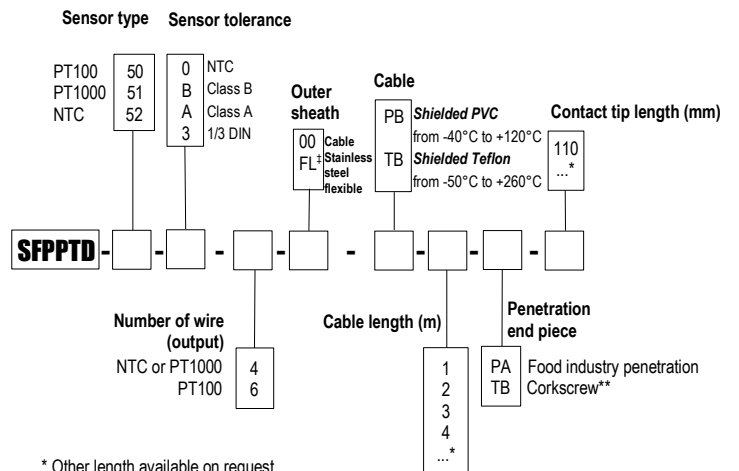 Sensor type Sensor tolerance
PT100 50
PT1000 51
NTC 52
0 NTC
B Class B
A Class A
3 1/3 DIN
Outer
sheath
00 Cable
FL‡ Stainless
steel
flexible
Cable
PB Shielded PVC
from -40°C to +120°C
TB Shielded Teflon
from -50°C to +260°C
Contact tip length (mm)
110
...*
SFPPTD - - - - - - - -
Number of wire
(output)
NTC or PT1000 4
PT100 6
Cable length (m)
1
2
3
4
...*
Penetration
end piece
PA Food industry penetration
TB Corkscrew**
* Other length available on request